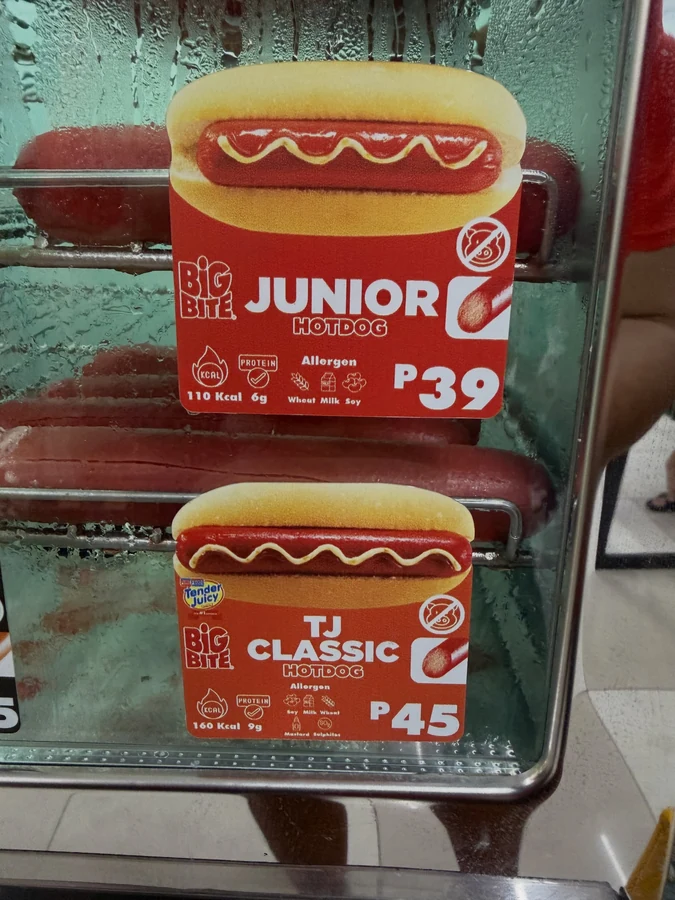 BiG
BITE
JUNIOR
HOTDOG
KCAL
PROTEIN
Allergen
110 Kcal 6g
Wheat Milk Soy
P39
Tender
Juicy
BiG
BITE
TJ
CLASSIC
HOTDOG
Allergen
KCAL
PROTEIN
Soy Milk Wheat
160 Kcal 9g
Mustard Sulphites
P45
5